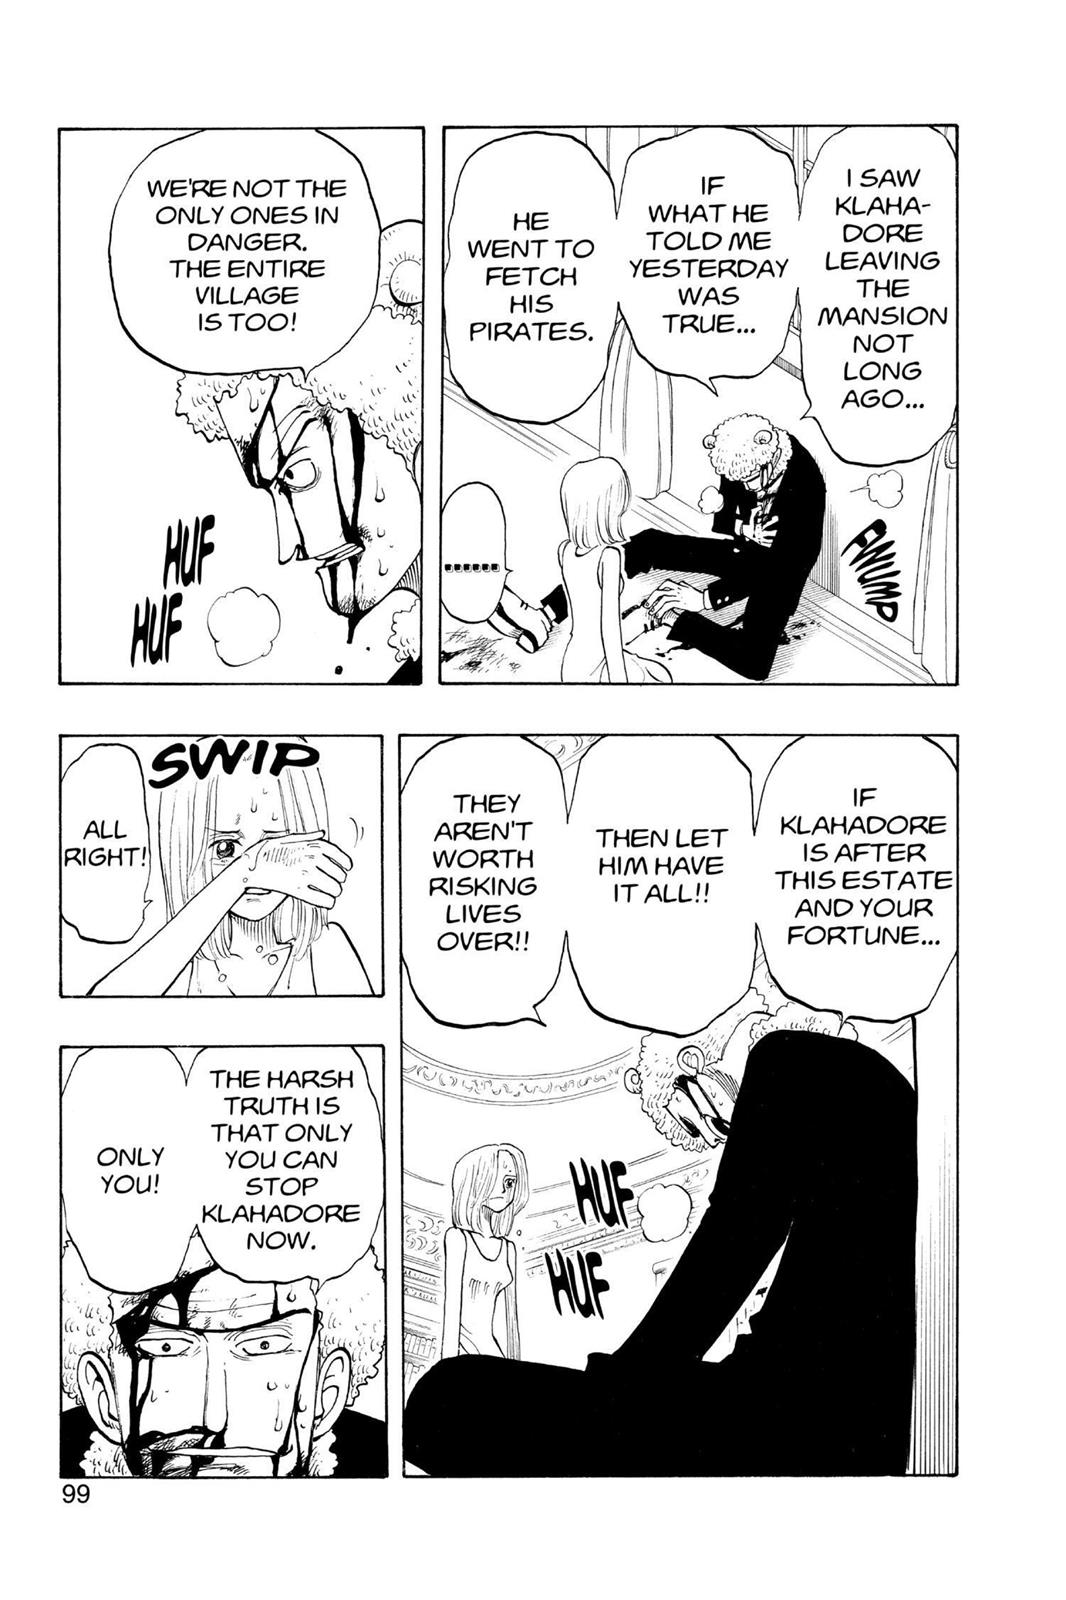 I SAW
KLAHA-
DORE
LEAVING
THE
MANSION
NOT
LONG
AGO...
IF
WHAT HE
TOLD ME
YESTERDAY
WAS
TRUE...
HE
WENT TO
FETCH
HIS
PIRATES.
FWUMP
WE'RE NOT THE
ONLY ONES IN
DANGER.
THE ENTIRE
VILLAGE
IS TOO!
HUF
HUF
IF
KLAHADORE
IS AFTER
THIS ESTATE
AND YOUR
FORTUNE...
THEN LET
HIM HAVE
IT ALL!!
THEY
AREN'T
WORTH
RISKING
LIVES
OVER!!
HUF
HUF
SWIP
ALL
RIGHT!
THE HARSH
TRUTH IS
THAT ONLY
YOU CAN
STOP
KLAHADORE
NOW.
ONLY
YOU!
99